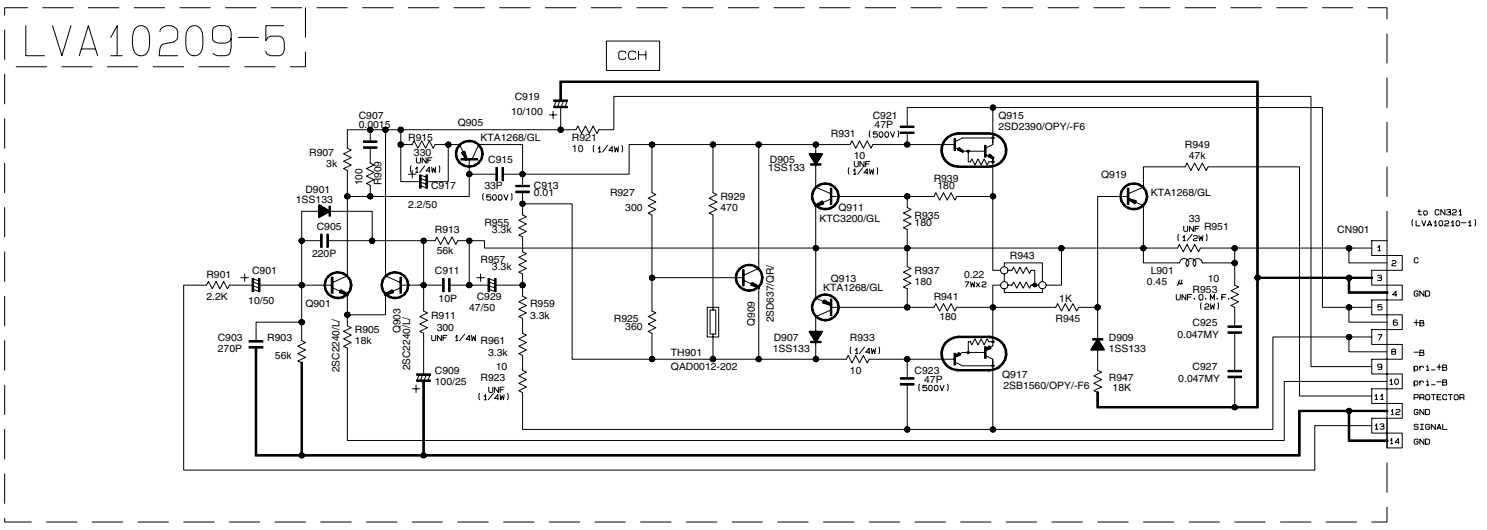 LVA10209-5
CCH
C919
10/100
+
R921
10 (1/4W)
C907
0.0015
R907
3k
100
R909
R915
330
UNF
(1/4W)
+
C917
2.2/50
Q905
KTA1268/GL
C915
33P
(500V)
C913
0.01
D901
1SS133
C905
220P
R913
56k
R955
3.3k
R957
3.3k
R901
2.2K
+
C901
10/50
Q901
2SC2240/L/
Q903
2SC2240/L/
C911
10P
+
C929
47/50
R911
300
UNF 1/4W
R959
3.3k
R961
3.3k
10
R923
UNF
(1/4W)
C903
270P
R903
56k
R905
18k
C909
100/25
+
R927
300
R929
470
R925
360
TH901
QAD0012-202
Q909
2SD637/QR/
D905
1SS133
Q911
KTC3200/GL
Q913
KTA1268/GL
D907
1SS133
R931
10
UNF
(1/4W)
C921
47P
(500V)
Q915
2SD2390/OPY/-F6
R939
180
R935
180
R937
180
R941
180
R933
(1/4W)
10
C923
47P
(500V)
Q917
2SB1560/OPY/-F6
R943
0.22
7Wx2
1K
R945
D909
1SS133
R947
18K
Q919
KTA1268/GL
R949
47k
33
R951
UNF
(1/2W)
L901
0.45 μ
10
R953
UNF.O.M.F.
(2W)
C925
0.047MY
C927
0.047MY
CN901
to CN321
(LVA10210-1)
1
2 C
3
4 GND
5
6 +B
7
8 -B
9 pri.+B
10 pri.-B
11 PROTECTOR
12 GND
13 SIGNAL
14 GND